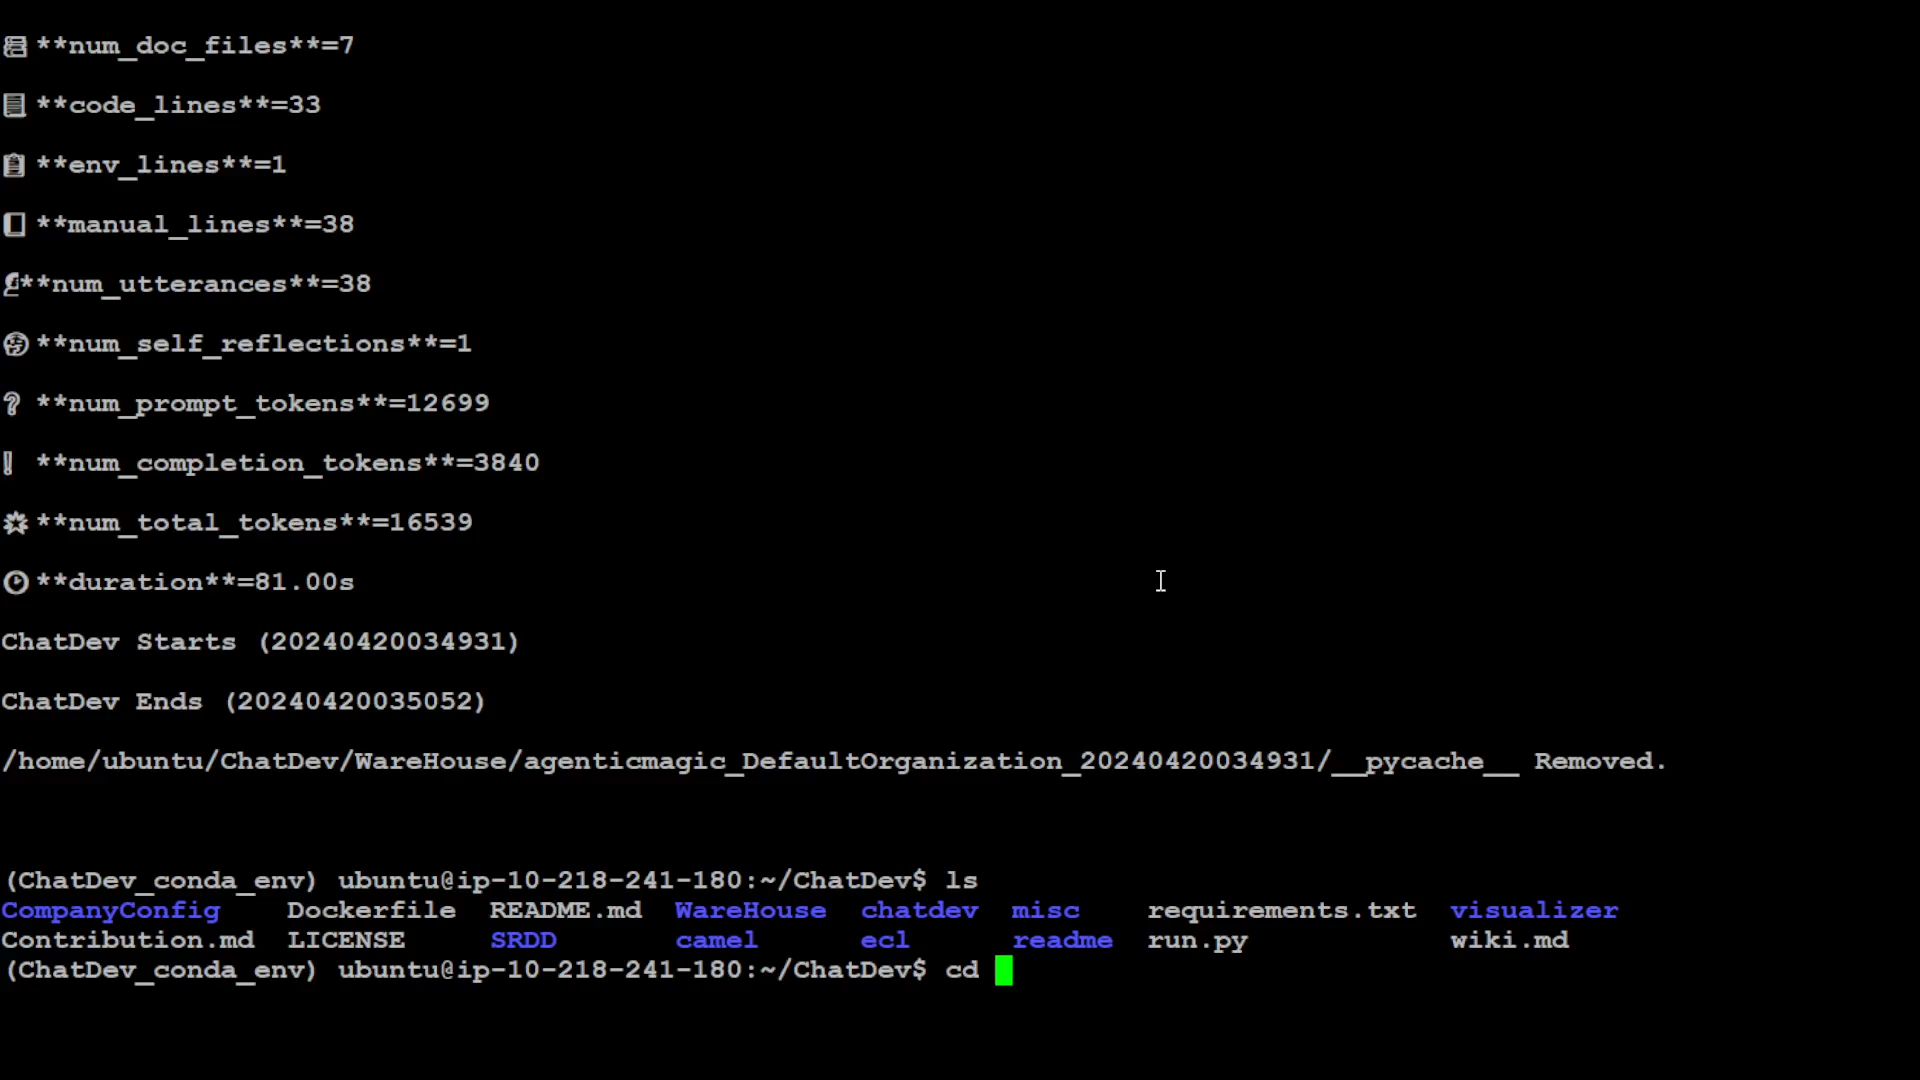 **num_doc_files**=7
**code_lines**=33
**env_lines**=1
**manual_lines**=38
**num_utterances**=38
**num_self_reflections**=1
❔ **num_prompt_tokens**=12699
❕ **num_completion_tokens**=3840
**num_total_tokens**=16539
**duration**=81.00s
ChatDev Starts (20240420034931)
ChatDev Ends (20240420035052)
/home/ubuntu/ChatDev/WareHouse/agenticmagic_DefaultOrganization_20240420034931/__pycache__ Removed.
(ChatDev_conda_env) ubuntu@ip-10-218-241-180:~/ChatDev$ ls
CompanyConfig Dockerfile README.md WareHouse chatdev misc requirements.txt visualizer
Contribution.md LICENSE SRDD camel ecl readme run.py wiki.md
(ChatDev_conda_env) ubuntu@ip-10-218-241-180:~/ChatDev$ cd